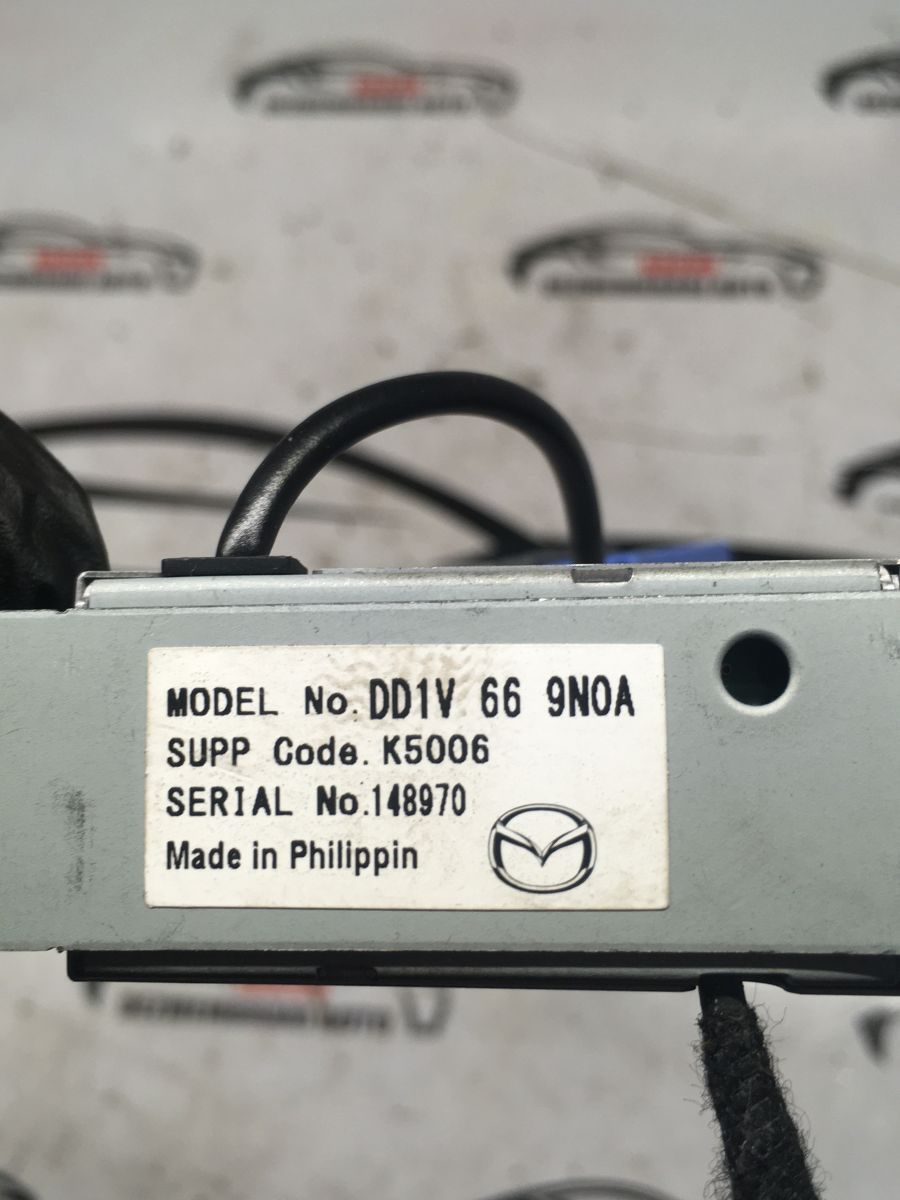 MODEL No. DD1V 66 9N0A
SUPP Code. K5006
SERIAL No. 148970
Made in Philippin